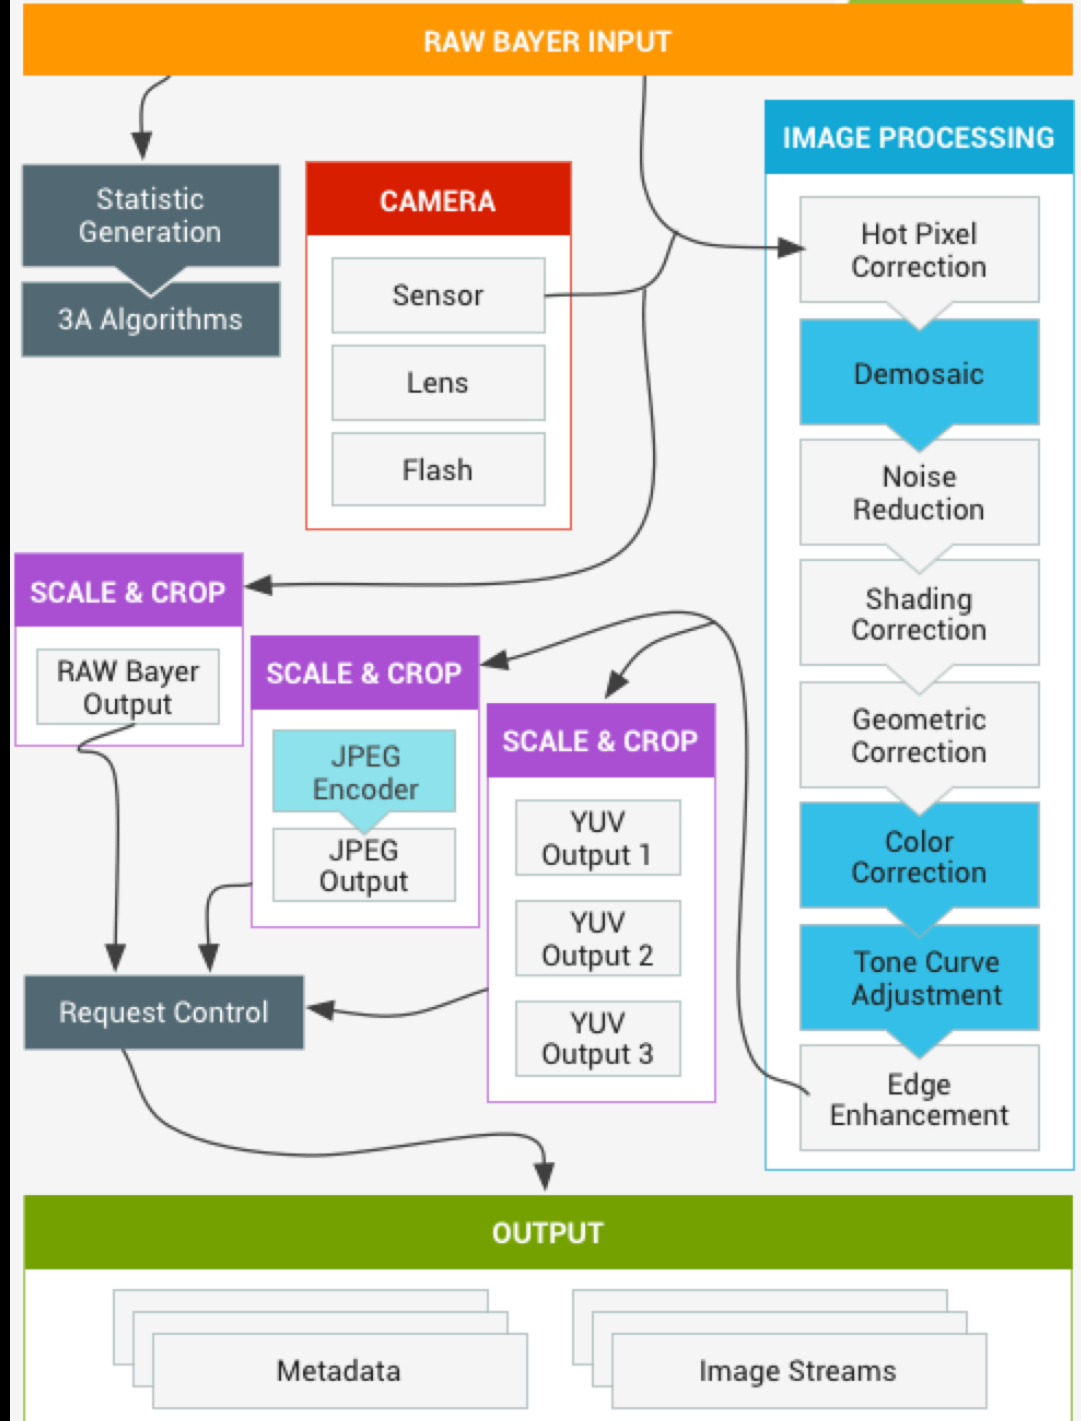 RAW BAYER INPUT
Statistic
Generation
3A Algorithms
CAMERA
Sensor
Lens
Flash
IMAGE PROCESSING
Hot Pixel
Correction
Demosaic
Noise
Reduction
Shading
Correction
Geometric
Correction
Color
Correction
Tone Curve
Adjustment
Edge
Enhancement
SCALE & CROP
RAW Bayer
Output
SCALE & CROP
JPEG
Encoder
JPEG
Output
SCALE & CROP
YUV
Output 1
YUV
Output 2
YUV
Output 3
Request Control
OUTPUT
Metadata
Image Streams